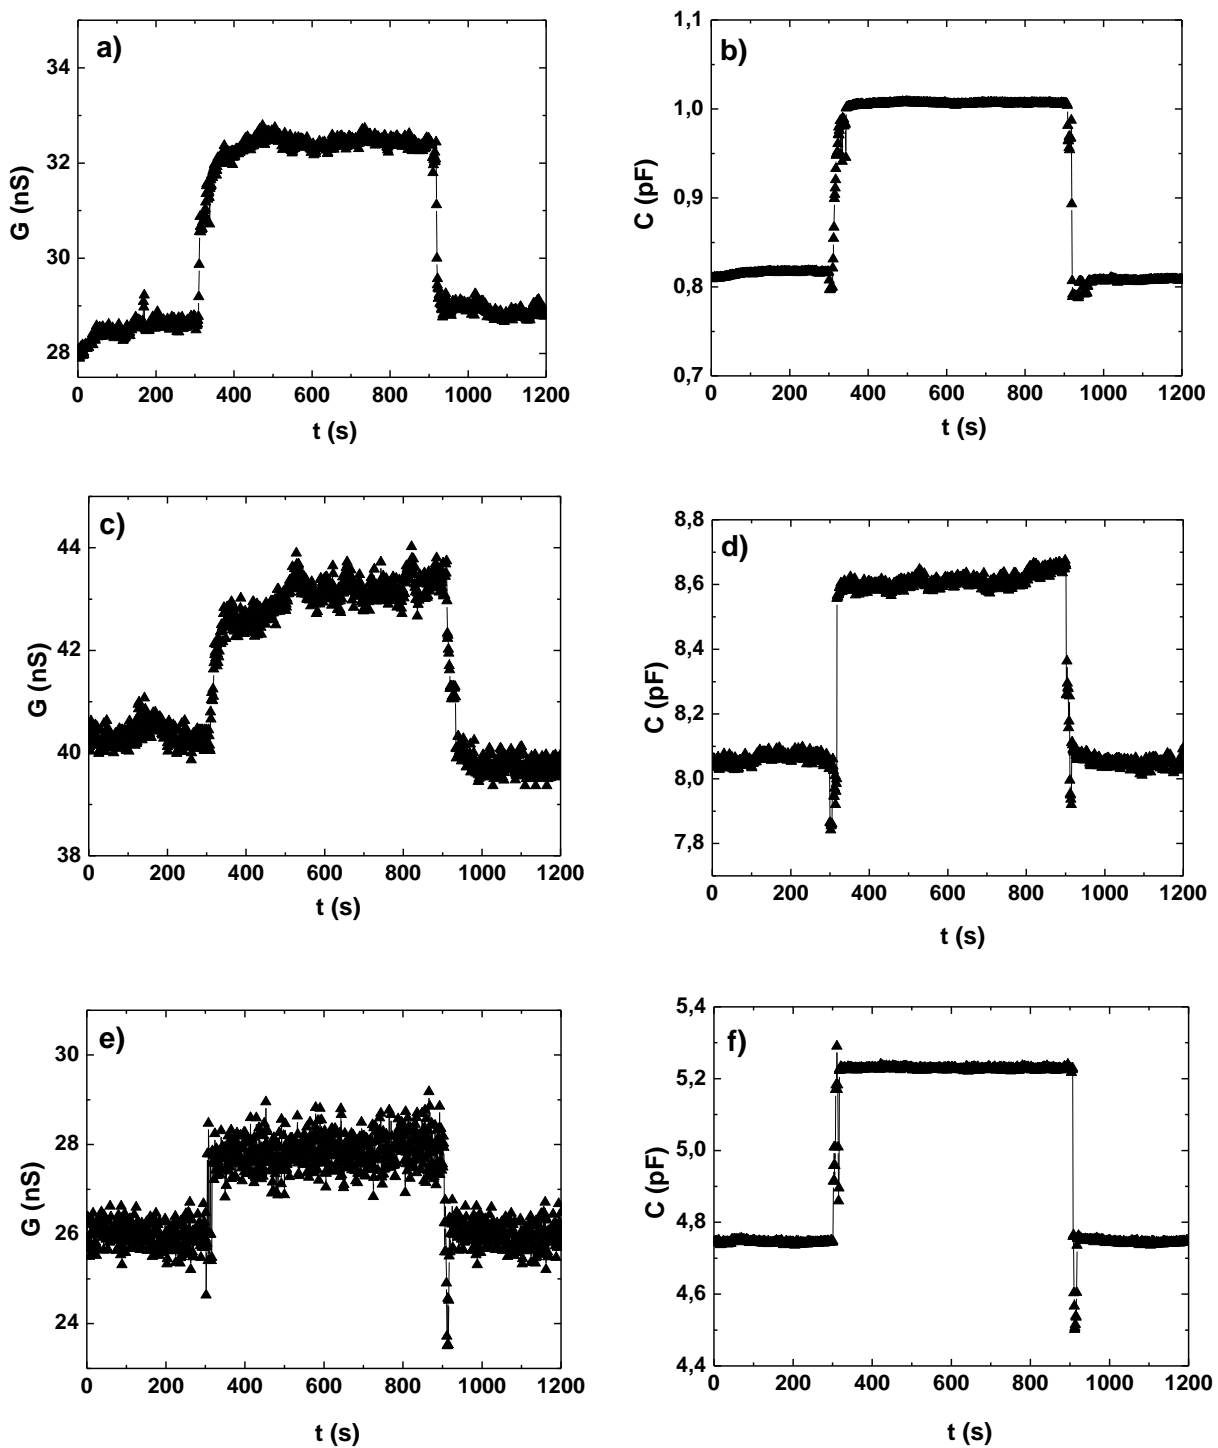 a)
34
32
30
28
G (nS)
0 200 400 600 800 1000 1200
t (s)
b)
1,1
1,0
0,9
0,8
0,7
C (pF)
0 200 400 600 800 1000 1200
t (s)
c)
44
42
40
38
G (nS)
0 200 400 600 800 1000 1200
t (s)
d)
8,8
8,6
8,4
8,2
8,0
7,8
C (pF)
0 200 400 600 800 1000 1200
t (s)
e)
30
28
26
24
G (nS)
0 200 400 600 800 1000 1200
t (s)
f)
5,4
5,2
5,0
4,8
4,6
4,4
C (pF)
0 200 400 600 800 1000 1200
t (s)